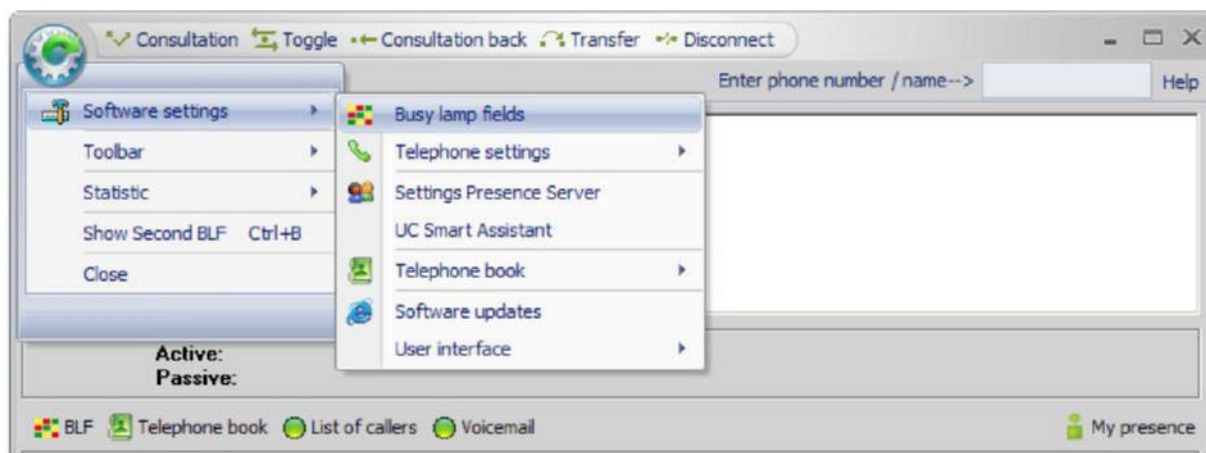 Consultation Toggle Consultation back Transfer Disconnect
Enter phone number / name--> Help
Software settings
Toolbar
Statistic
Show Second BLF Ctrl+B
Close
Busy lamp fields
Telephone settings
Settings Presence Server
UC Smart Assistant
Telephone book
Software updates
User interface
Active:
Passive:
BLF Telephone book List of callers Voicemail My presence